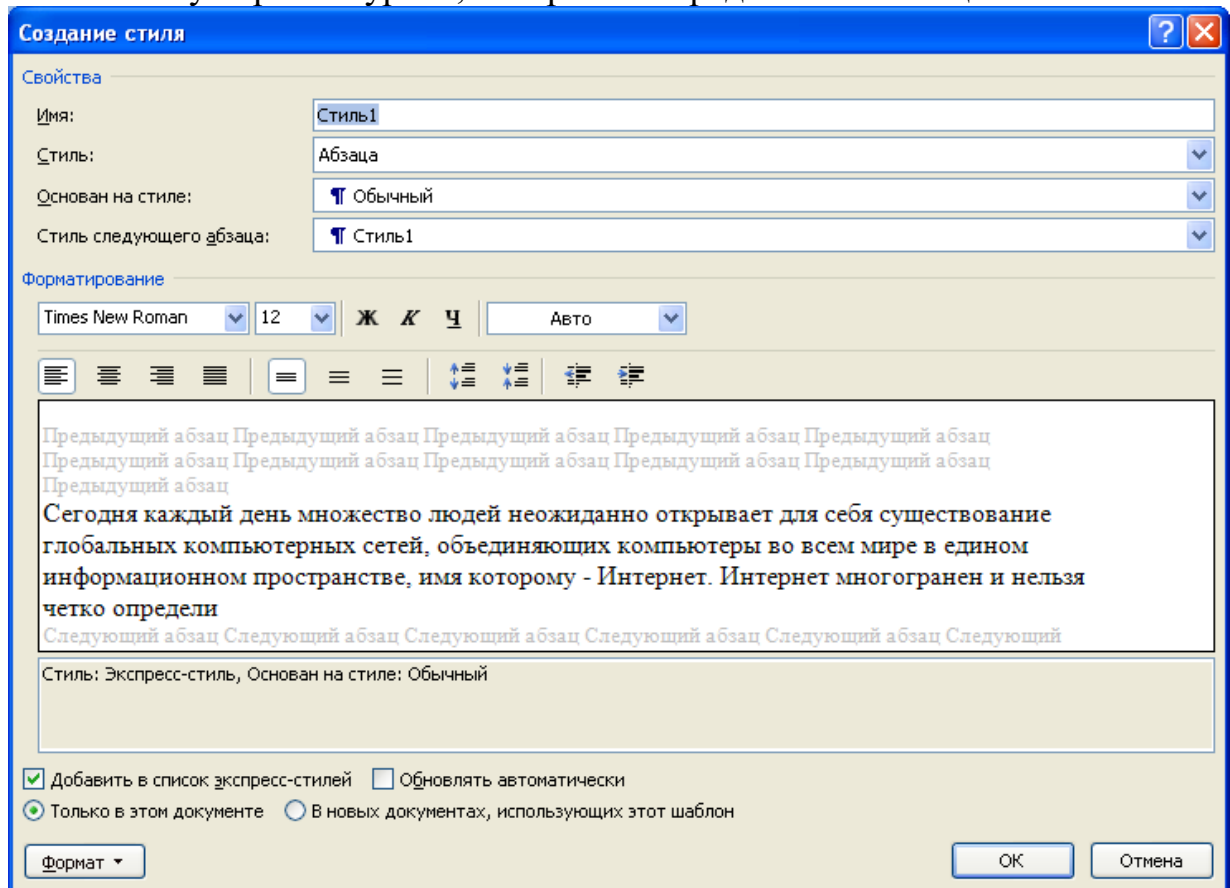 Создание стиля
Свойства
Имя: Стиль1
Стиль: Абзаца
Основан на стиле: ¶ Обычный
Стиль следующего абзаца: ¶ Стиль1
Форматирование
Times New Roman 12 Ж К Ч Авто
Предыдущий абзац Предыдущий абзац Предыдущий абзац Предыдущий абзац Предыдущий абзац
Предыдущий абзац Предыдущий абзац Предыдущий абзац Предыдущий абзац Предыдущий абзац
Предыдущий абзац
Сегодня каждый день множество людей неожиданно открывает для себя существование
глобальных компьютерных сетей, объединяющих компьютеры во всем мире в едином
информационном пространстве, имя которому - Интернет. Интернет многогранен и нельзя
четко определи
Следующий абзац Следующий абзац Следующий абзац Следующий абзац Следующий абзац Следующий
Стиль: Экспресс-стиль, Основан на стиле: Обычный
Добавить в список экспресс-стилей Обновлять автоматически
Только в этом документе В новых документах, использующих этот шаблон
Формат ОК Отмена